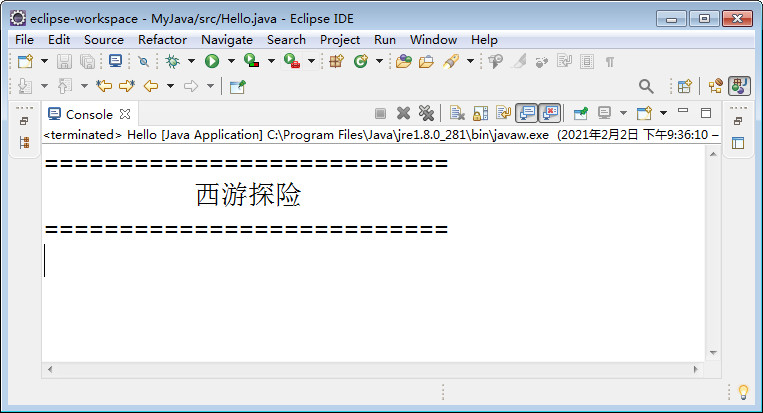 eclipse-workspace - MyJava/src/Hello.java - Eclipse IDE
File Edit Source Refactor Navigate Search Project Run Window Help
Console
<terminated> Hello [Java Application] C:\Program Files\Java\jre1.8.0_281\bin\javaw.exe (2021年2月2日 下午9:36:10 –
===========================
西游探险
===========================